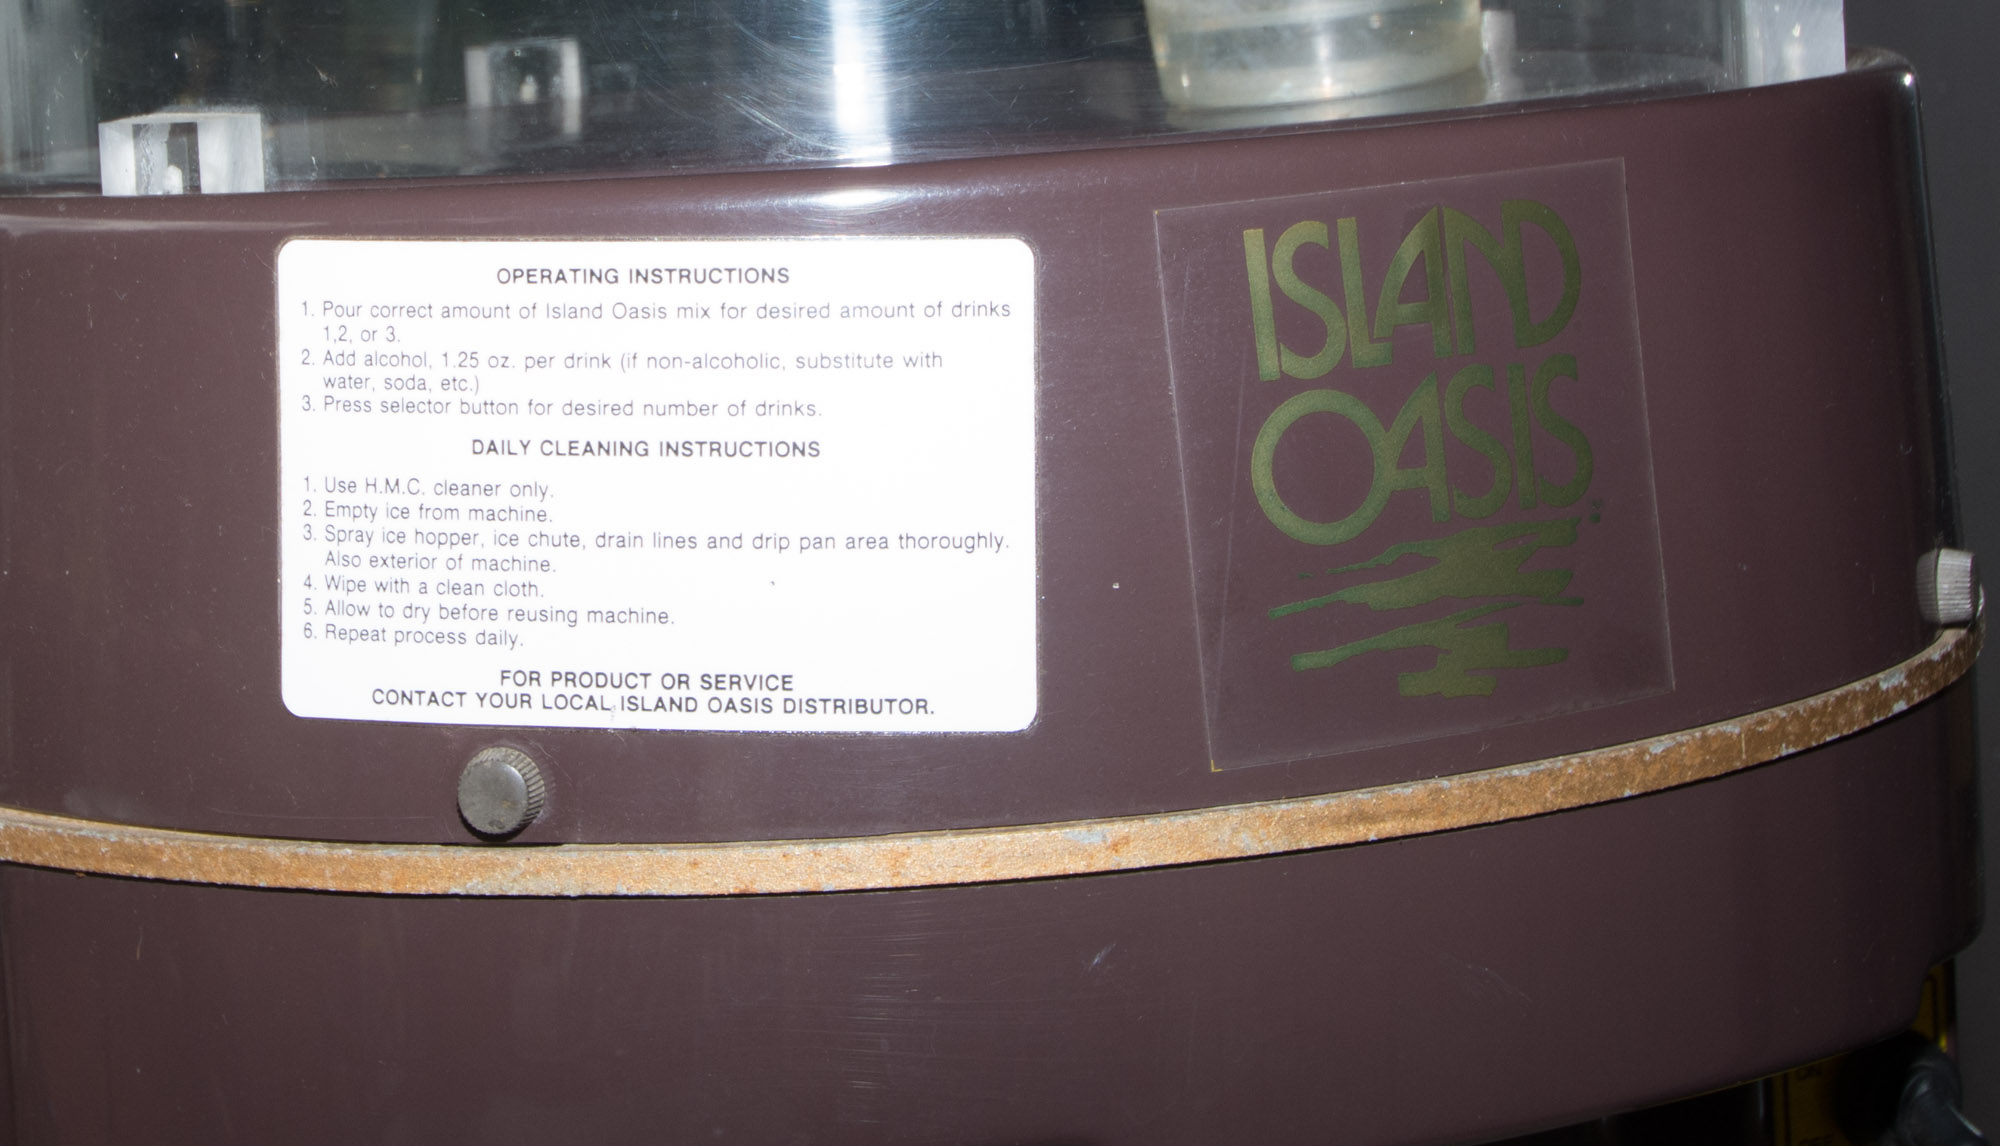 OPERATING INSTRUCTIONS
1. Pour correct amount of Island Oasis mix for desired amount of drinks
1,2, or 3.
2. Add alcohol, 1.25 oz. per drink (if non-alcoholic, substitute with
water, soda, etc.)
3. Press selector button for desired number of drinks.
DAILY CLEANING INSTRUCTIONS
1. Use H.M.C. cleaner only.
2. Empty ice from machine.
3. Spray ice hopper, ice chute, drain lines and drip pan area thoroughly.
Also exterior of machine.
4. Wipe with a clean cloth.
5. Allow to dry before reusing machine.
6. Repeat process daily.
FOR PRODUCT OR SERVICE
CONTACT YOUR LOCAL ISLAND OASIS DISTRIBUTOR.
ISLAND
OASIS